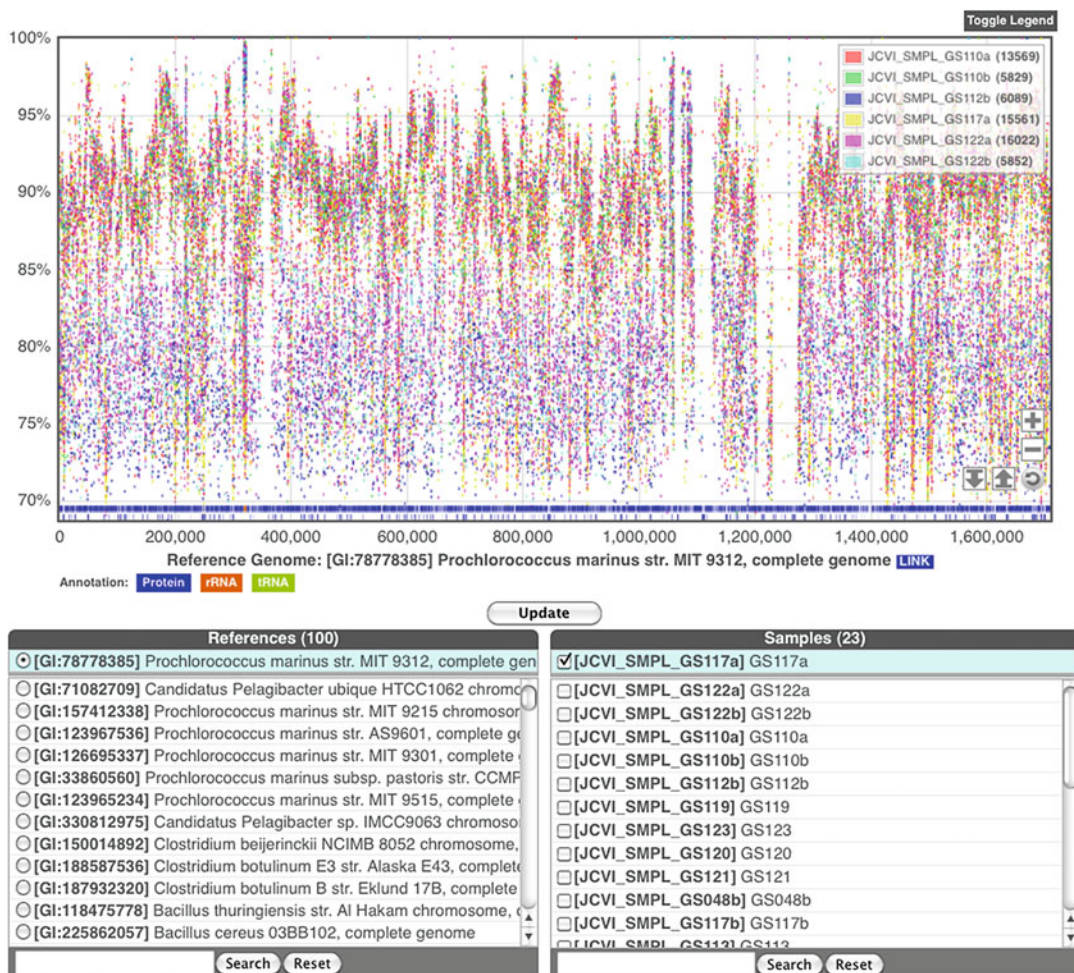 Toggle Legend
100%
95%
90%
85%
80%
75%
70%
JCVI_SMPL_GS110a (13569)
JCVI_SMPL_GS110b (5829)
JCVI_SMPL_GS112b (6089)
JCVI_SMPL_GS117a (15561)
JCVI_SMPL_GS122a (16022)
JCVI_SMPL_GS122b (5852)
0 200,000 400,000 600,000 800,000 1,000,000 1,200,000 1,400,000 1,600,000
Reference Genome: [GI:78778385] Prochlorococcus marinus str. MIT 9312, complete genome LINK
Annotation: Protein rRNA tRNA
Update
References (100)
[GI:78778385] Prochlorococcus marinus str. MIT 9312, complete gen
[GI:71082709] Candidatus Pelagibacter ubique HTCC1062 chromo
[GI:157412338] Prochlorococcus marinus str. MIT 9215 chromosor
[GI:123967536] Prochlorococcus marinus str. AS9601, complete ge
[GI:126695337] Prochlorococcus marinus str. MIT 9301, complete
[GI:33860560] Prochlorococcus marinus subsp. pastoris str. CCMP
[GI:123965234] Prochlorococcus marinus str. MIT 9515, complete
[GI:330812975] Candidatus Pelagibacter sp. IMCC9063 chromoso
[GI:150014892] Clostridium beijerinckii NCIMB 8052 chromosome,
[GI:188587536] Clostridium botulinum E3 str. Alaska E43, complete
[GI:187932320] Clostridium botulinum B str. Eklund 17B, complete
[GI:118475778] Bacillus thuringiensis str. Al Hakam chromosome, c
[GI:225862057] Bacillus cereus 03BB102, complete genome
Search Reset
Samples (23)
[JCVI_SMPL_GS117a] GS117a
[JCVI_SMPL_GS122a] GS122a
[JCVI_SMPL_GS122b] GS122b
[JCVI_SMPL_GS110a] GS110a
[JCVI_SMPL_GS110b] GS110b
[JCVI_SMPL_GS112b] GS112b
[JCVI_SMPL_GS119] GS119
[JCVI_SMPL_GS123] GS123
[JCVI_SMPL_GS120] GS120
[JCVI_SMPL_GS121] GS121
[JCVI_SMPL_GS048b] GS048b
[JCVI_SMPL_GS117b] GS117b
[JCVI_SMPL_GS113] GS113
Search Reset